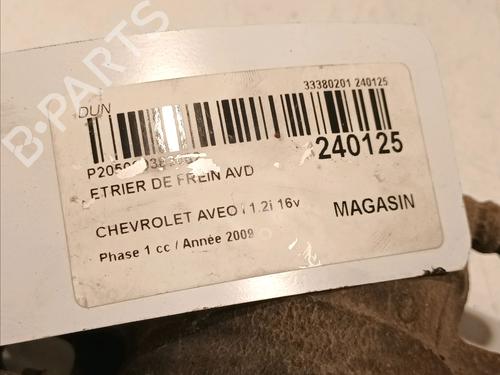 B-PARTS
DUN
33380201 240125
240125
ETRIER DE FREIN AVD
CHEVROLET AVEO 1.2i 16v
MAGASIN
Phase 1 cc / Année 2009